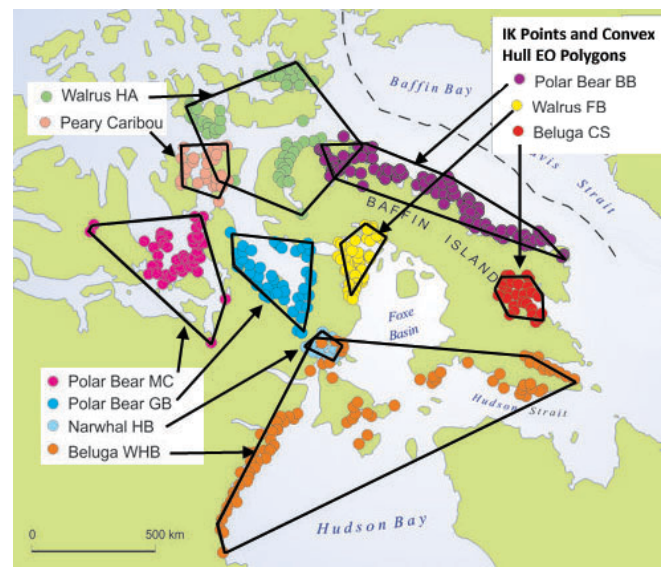 IK Points and Convex
Hull EO Polygons
Polar Bear BB
Walrus FB
Beluga CS
Walrus HA
Peary Caribou
Baffin Bay
Davis Strait
BAFFIN ISLAND
Foxe
Basin
Polar Bear MC
Polar Bear GB
Narwhal HB
Beluga WHB
Hudson Strait
Hudson Bay
0 500 km